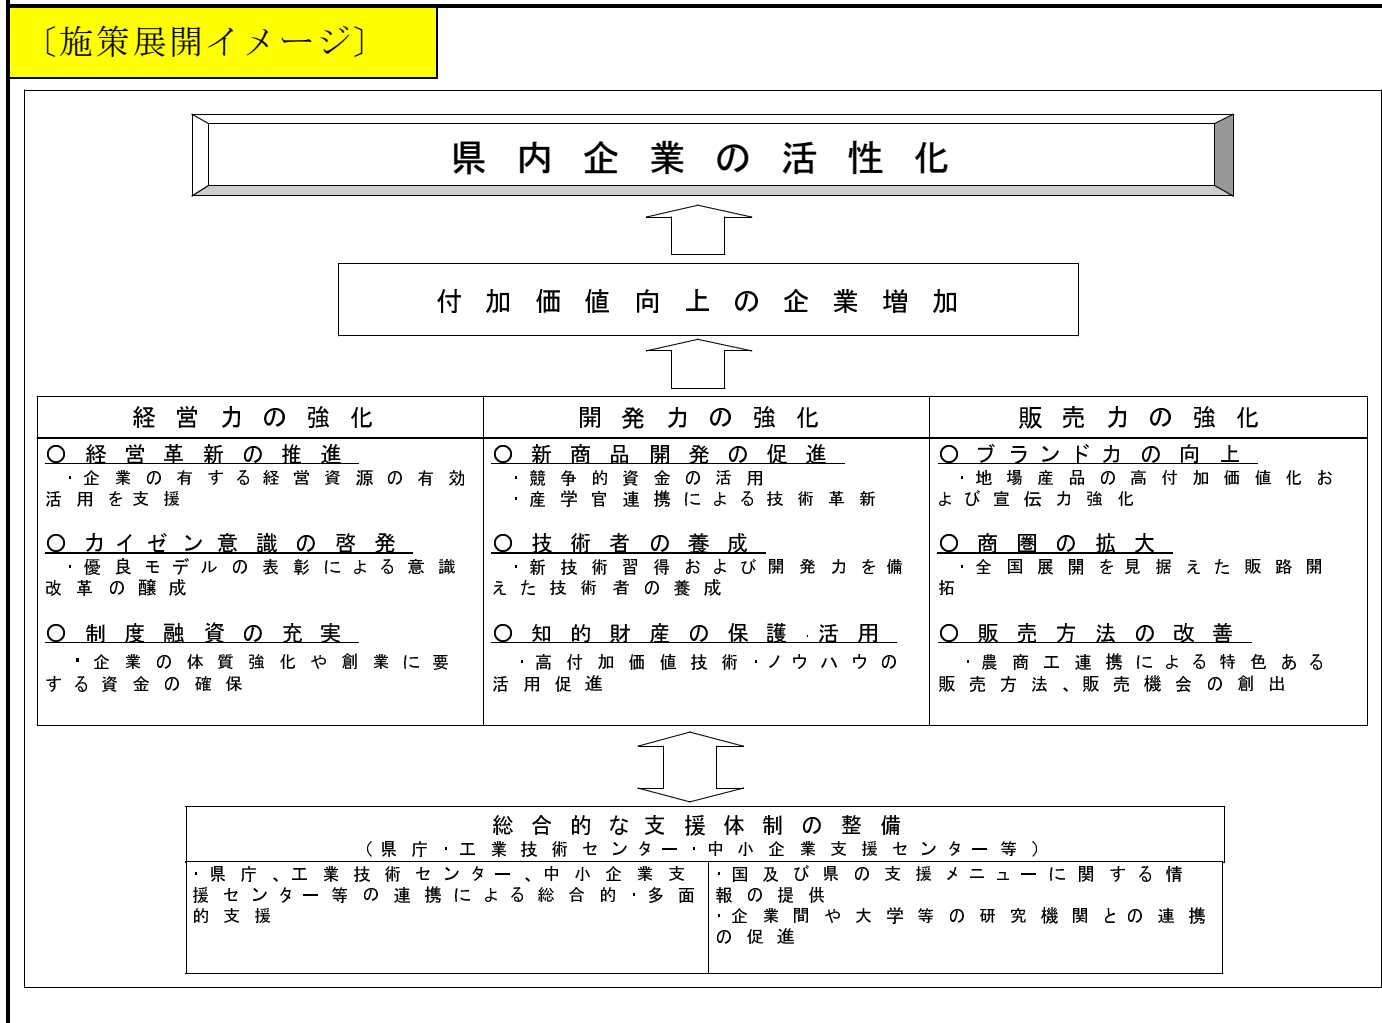 〔施策展開イメージ〕
県内企業の活性化
付加価値向上の企業増加
経営力の強化
○ 経営革新の推進
・企業の有する経営資源の有効
活用を支援
○ カイゼン意識の啓発
・優良モデルの表彰による意識
改革の醸成
○ 制度融資の充実
・企業の体質強化や創業に要
する資金の確保
開発力の強化
○ 新商品開発の促進
・競争的資金の活用
・産学官連携による技術革新
○ 技術者の養成
・新技術習得および開発力を備
えた技術者の養成
○ 知的財産の保護・活用
・高付加価値技術・ノウハウの
活用促進
販売力の強化
○ ブランド力の向上
・地場産品の高付加価値化お
よび宣伝力強化
○ 商圏の拡大
・全国展開を見据えた販路開
拓
○ 販売方法の改善
・農商工連携による特色ある
販売方法、販売機会の創出
総合的な支援体制の整備
（県庁・工業技術センター・中小企業支援センター等）
・県庁、工業技術センター、中小企業支
援センター等の連携による総合的・多面
的支援
・国及び県の支援メニューに関する情
報の提供
・企業間や大学等の研究機関との連携
の促進